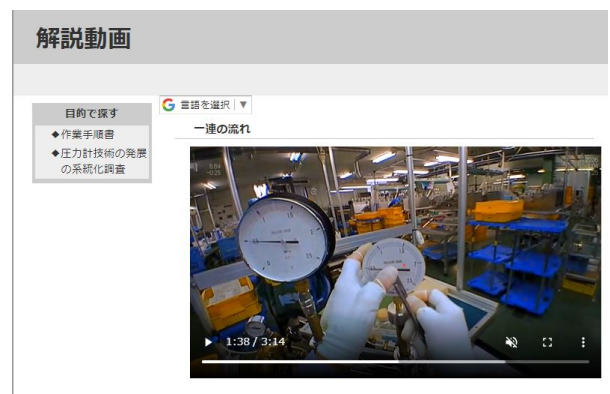 解説動画
言語を選択 ▼
目的で探す
◆作業手順書
◆圧力計技術の発展
の系統化調査
一連の流れ
1:38 / 3:14